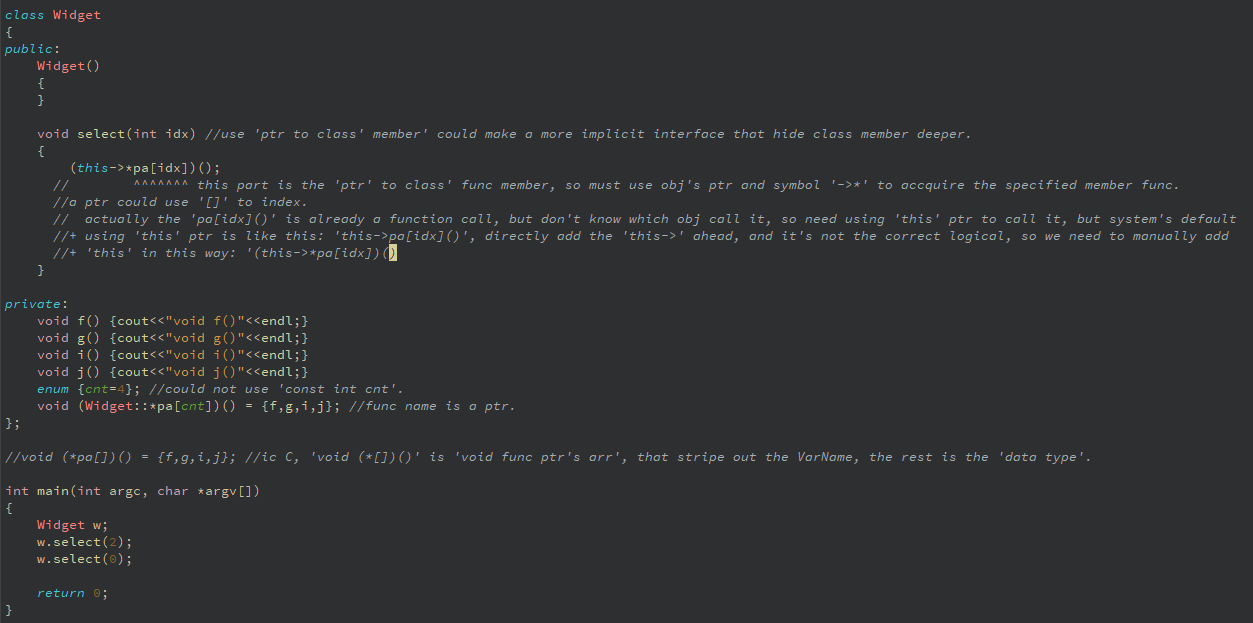 class Widget
{
public:
    Widget()
    {
    }

    void select(int idx) //use 'ptr to class' member' could make a more implicit interface that hide class member deeper.
    {
        (this->*pa[idx])();
      //        ^^^^^^^ this part is the 'ptr' to class' func member, so must use obj's ptr and symbol '->*' to accquire the specified member func.
      //a ptr could use '[]' to index.
      //  actually the 'pa[idx]()' is already a function call, but don't know which obj call it, so need using 'this' ptr to call it, but system's default
      //+ using 'this' ptr is like this: 'this->pa[idx]()', directly add the 'this->' ahead, and it's not the correct logical, so we need to manually add
      //+ 'this' in this way: '(this->*pa[idx])()
    }

private:
    void f() {cout<<"void f()"<<endl;}
    void g() {cout<<"void g()"<<endl;}
    void i() {cout<<"void i()"<<endl;}
    void j() {cout<<"void j()"<<endl;}
    enum {cnt=4}; //could not use 'const int cnt'.
    void (Widget::*pa[cnt])() = {f,g,i,j}; //func name is a ptr.
};

//void (*pa[])() = {f,g,i,j}; //ic C, 'void (*[])()' is 'void func ptr's arr', that stripe out the VarName, the rest is the 'data type'.

int main(int argc, char *argv[])
{
    Widget w;
    w.select(2);
    w.select(0);

    return 0;
}